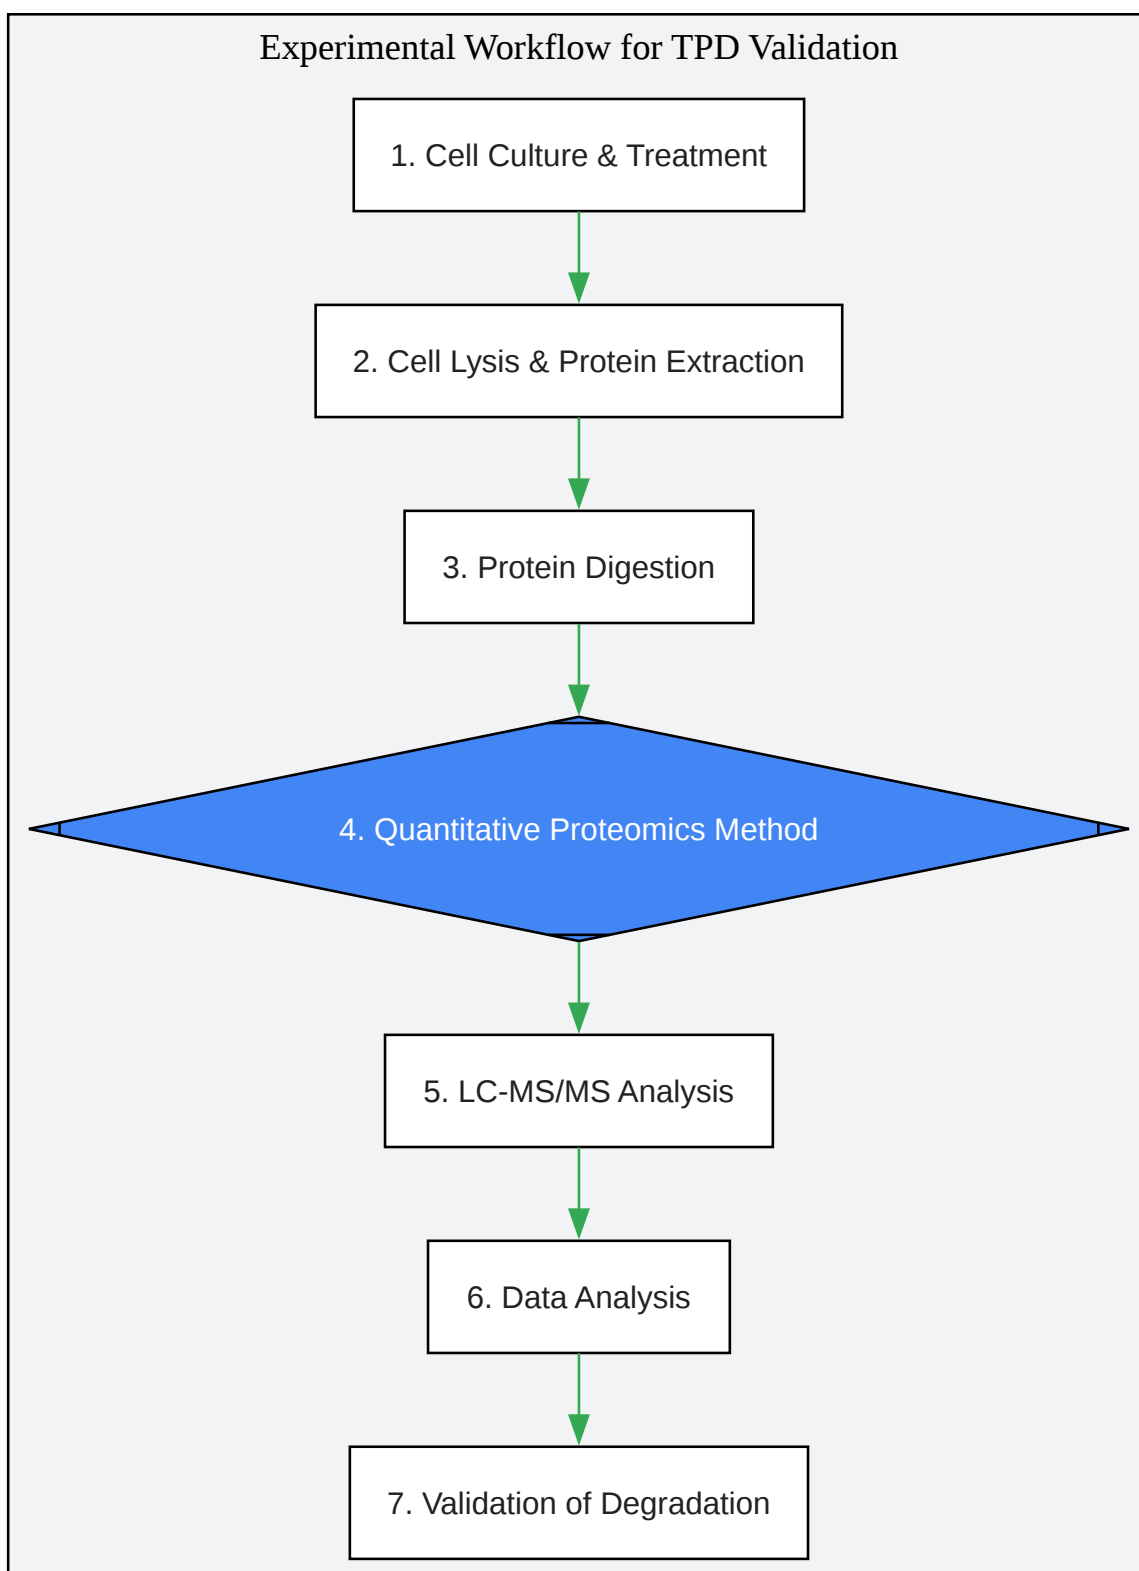 Experimental Workflow for TPD Validation
1. Cell Culture & Treatment
2. Cell Lysis & Protein Extraction
3. Protein Digestion
4. Quantitative Proteomics Method
5. LC-MS/MS Analysis
6. Data Analysis
7. Validation of Degradation